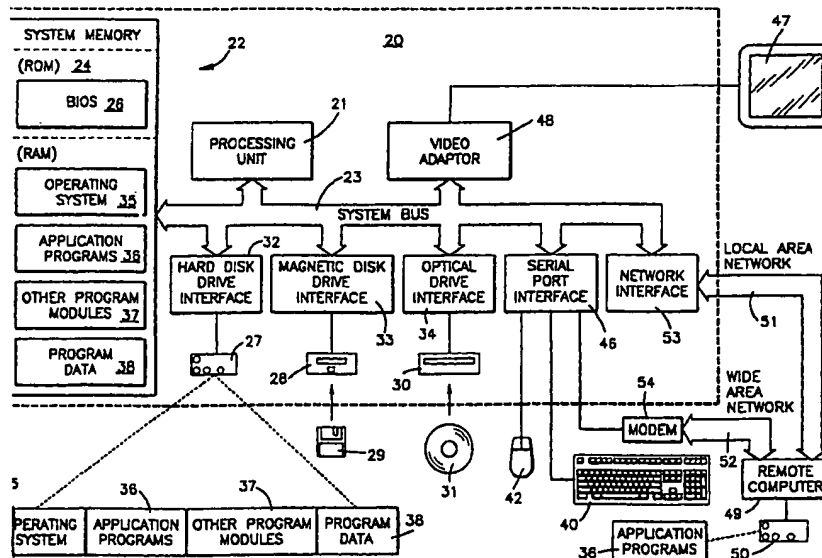 SYSTEM MEMORY
(ROM) 24
BIOS 26
(RAM)
OPERATING
SYSTEM 35
APPLICATION
PROGRAMS 36
OTHER PROGRAM
MODULES 37
PROGRAM
DATA 38
22
20
47
21
PROCESSING
UNIT
48
VIDEO
ADAPTOR
23
SYSTEM BUS
32
HARD DISK
DRIVE
INTERFACE
MAGNETIC DISK
DRIVE
INTERFACE
33
OPTICAL
DRIVE
INTERFACE
34
SERIAL
PORT
INTERFACE
46
NETWORK
INTERFACE
53
LOCAL AREA
NETWORK
51
27
28
30
29
31
42
40
54
MODEM
WIDE
AREA
NETWORK
52
REMOTE
COMPUTER
49
50
APPLICATION
PROGRAMS
36
5
PERATING
SYSTEM
36
APPLICATION
PROGRAMS
37
OTHER PROGRAM
MODULES
PROGRAM
DATA
38